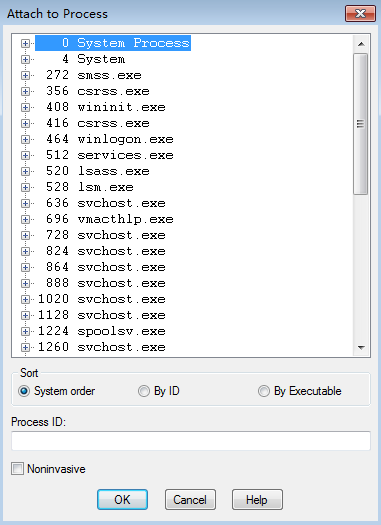 Attach to Process
0 System Process
4 System
272 smss.exe
356 csrss.exe
408 wininit.exe
416 csrss.exe
464 winlogon.exe
512 services.exe
520 lsass.exe
528 lsm.exe
636 svchost.exe
696 vmacthlp.exe
728 svchost.exe
824 svchost.exe
864 svchost.exe
888 svchost.exe
1020 svchost.exe
1128 svchost.exe
1224 spoolsv.exe
1260 svchost.exe
Sort
System order By ID By Executable
Process ID:
Noninvasive
OK Cancel Help